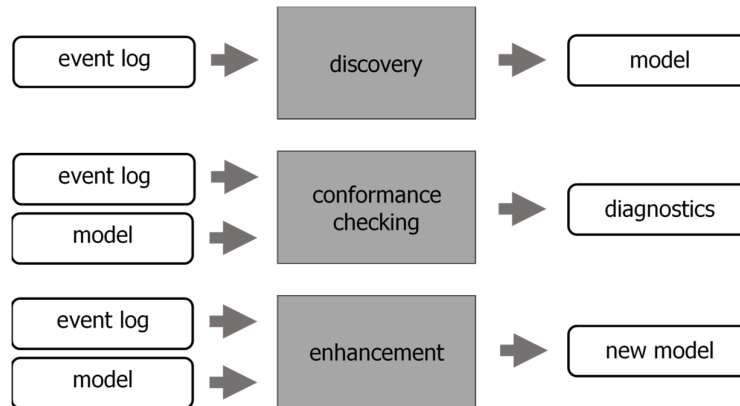 event log
discovery
model
event log
model
conformance
checking
diagnostics
event log
model
enhancement
new model